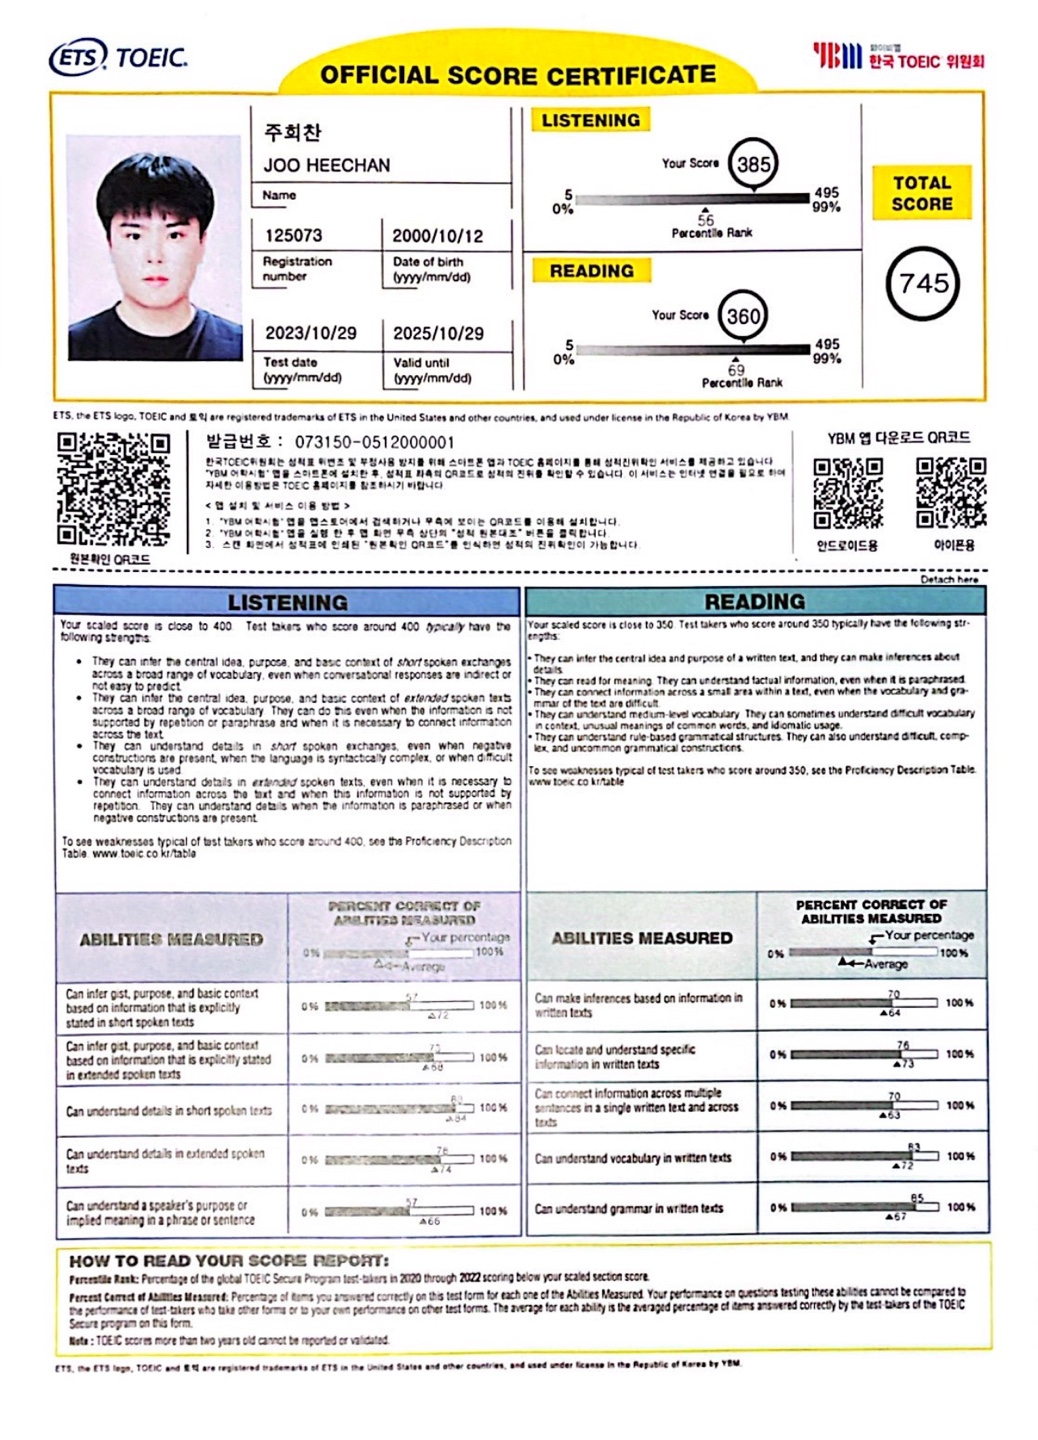 ETS TOEIC.
OFFICIAL SCORE CERTIFICATE
YBM 와이비엠
한국 TOEIC 위원회
주희찬
JOO HEECHAN
Name
125073
Registration
number
2000/10/12
Date of birth
(yyyy/mm/dd)
2023/10/29
Test date
(yyyy/mm/dd)
2025/10/29
Valid until
(yyyy/mm/dd)
LISTENING
Your Score 385
5 495
0% 99%
56
Percentile Rank
READING
Your Score 360
5 495
0% 99%
69
Percentile Rank
TOTAL
SCORE
745
ETS, the ETS logo, TOEIC and 토익 are registered trademarks of ETS in the United States and other countries, and used under license in the Republic of Korea by YBM.
원본확인 QR코드
발급번호 : 073150-0512000001
한국TOEIC위원회는 성적표 위변조 및 부정사용 방지를 위해 스마트폰 앱과 TOEIC 홈페이지를 통해 성적진위확인 서비스를 제공하고 있습니다.
"YBM 어학시험" 앱을 스마트폰에 설치한 후, 성적표 좌측의 QR코드로 성적의 진위를 확인할 수 있습니다. 이 서비스는 인터넷 연결을 필요로 하며
자세한 이용방법은 TOEIC 홈페이지를 참조하시기 바랍니다.
< 앱 설치 및 서비스 이용 방법 >
1. "YBM 어학시험" 앱을 앱스토어에서 검색하거나 우측에 보이는 QR코드를 이용해 설치합니다.
2. "YBM 어학시험" 앱을 실행 한 후 앱 화면 우측 상단의 "성적 원본대조" 버튼을 클릭합니다.
3. 스캔 화면에서 성적표에 인쇄된 "원본확인 QR코드"를 인식하면 성적의 진위확인이 가능합니다.
YBM 앱 다운로드 QR코드
안드로이드용 아이폰용
Detach here
LISTENING
Your scaled score is close to 400. Test takers who score around 400 typically have the
following strengths:
• They can infer the central idea, purpose, and basic context of short spoken exchanges
across a broad range of vocabulary, even when conversational responses are indirect or
not easy to predict.
• They can infer the central idea, purpose, and basic context of extended spoken texts
across a broad range of vocabulary. They can do this even when the information is not
supported by repetition or paraphrase and when it is necessary to connect information
across the text.
• They can understand details in short spoken exchanges, even when negative
constructions are present, when the language is syntactically complex, or when difficult
vocabulary is used.
• They can understand details in extended spoken texts, even when it is necessary to
connect information across the text and when this information is not supported by
repetition. They can understand details when the information is paraphrased or when
negative constructions are present.
To see weaknesses typical of test takers who score around 400, see the Proficiency Description
Table. www.toeic.co.kr/table
READING
Your scaled score is close to 350. Test takers who score around 350 typically have the following str-
engths:
• They can infer the central idea and purpose of a written text, and they can make inferences about
details.
• They can read for meaning. They can understand factual information, even when it is paraphrased.
• They can connect information across a small area within a text, even when the vocabulary and gra-
mmar of the text are difficult.
• They can understand medium-level vocabulary. They can sometimes understand difficult vocabulary
in context, unusual meanings of common words, and idiomatic usage.
• They can understand rule-based grammatical structures. They can also understand difficult, comp-
lex, and uncommon grammatical constructions.
To see weaknesses typical of test takers who score around 350, see the Proficiency Description Table.
www.toeic.co.kr/table
ABILITIES MEASURED
PERCENT CORRECT OF
ABILITIES MEASURED
Your percentage
0% 100%
Average
Can infer gist, purpose, and basic context
based on information that is explicitly
stated in short spoken texts
0% 57 100%
72
Can infer gist, purpose, and basic context
based on information that is explicitly stated
in extended spoken texts
0% 100%
68
Can understand details in short spoken texts
0% 100%
84
Can understand details in extended spoken
texts
0% 76 100%
74
Can understand a speaker's purpose or
implied meaning in a phrase or sentence
0% 57 100%
66
ABILITIES MEASURED
PERCENT CORRECT OF
ABILITIES MEASURED
Your percentage
0% 100%
Average
Can make inferences based on information in
written texts
0% 70 100%
64
Can locate and understand specific
information in written texts
0% 76 100%
73
Can connect information across multiple
sentences in a single written text and across
texts
0% 70 100%
63
Can understand vocabulary in written texts
0% 83 100%
72
Can understand grammar in written texts
0% 85 100%
67
HOW TO READ YOUR SCORE REPORT:
Percentile Rank: Percentage of the global TOEIC Secure Program test-takers in 2020 through 2022 scoring below your scaled section score.
Percent Correct of Abilities Measured: Percentage of items you answered correctly on this test form for each one of the Abilities Measured. Your performance on questions testing these abilities cannot be compared to
the performance of test-takers who take other forms or to your own performance on other test forms. The average for each ability is the averaged percentage of items answered correctly by the test-takers of the TOEIC
Secure program on this form.
Note : TOEIC scores more than two years old cannot be reported or validated.
ETS, the ETS logo, TOEIC and 토익 are registered trademarks of ETS in the United States and other countries, and used under license in the Republic of Korea by YBM.